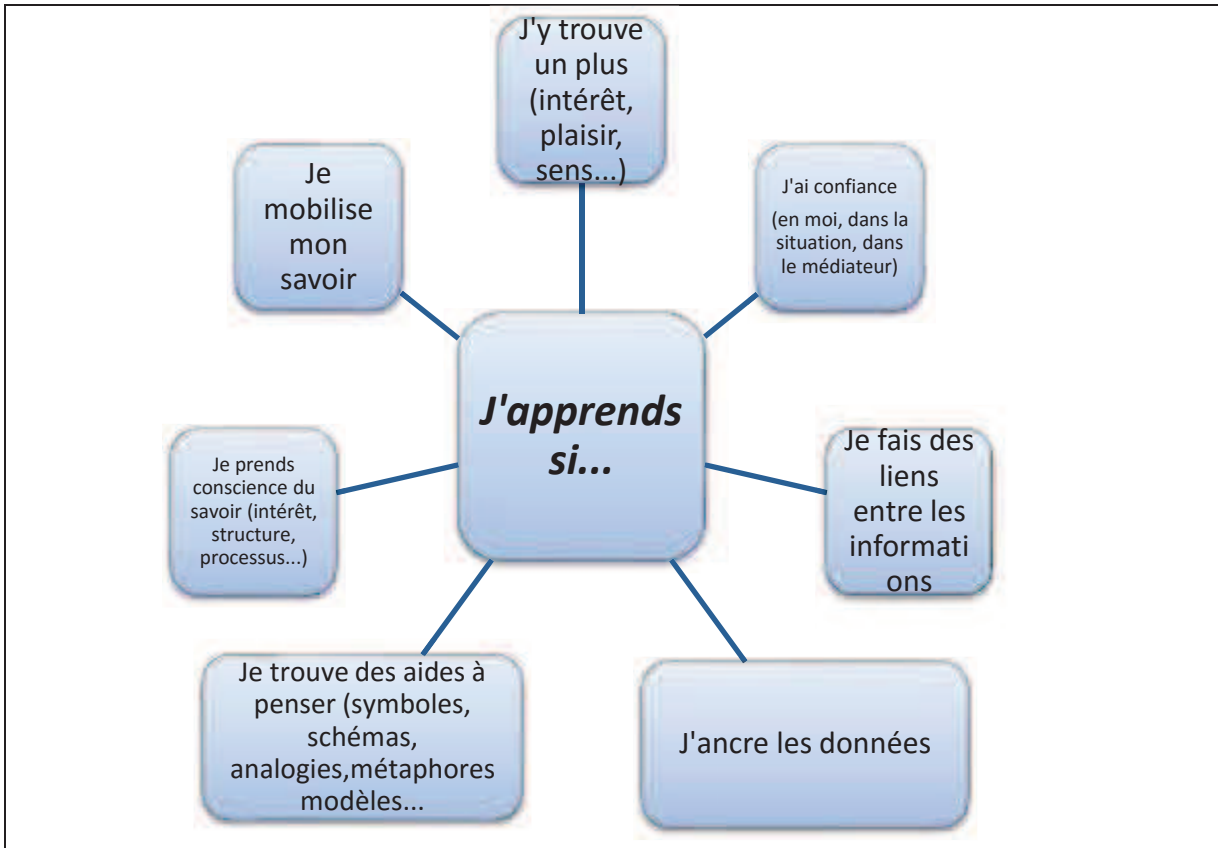 J'y trouve
un plus
(intérêt,
plaisir,
sens...)
J'ai confiance
(en moi, dans la
situation, dans
le médiateur)
Je fais des
liens
entre les
informati
ons
J'ancre les données
Je trouve des aides à
penser (symboles,
schémas,
analogies,métaphores
modèles...
Je prends
conscience du
savoir (intérêt,
structure,
processus...)
Je
mobilise
mon
savoir
J'apprends
si...